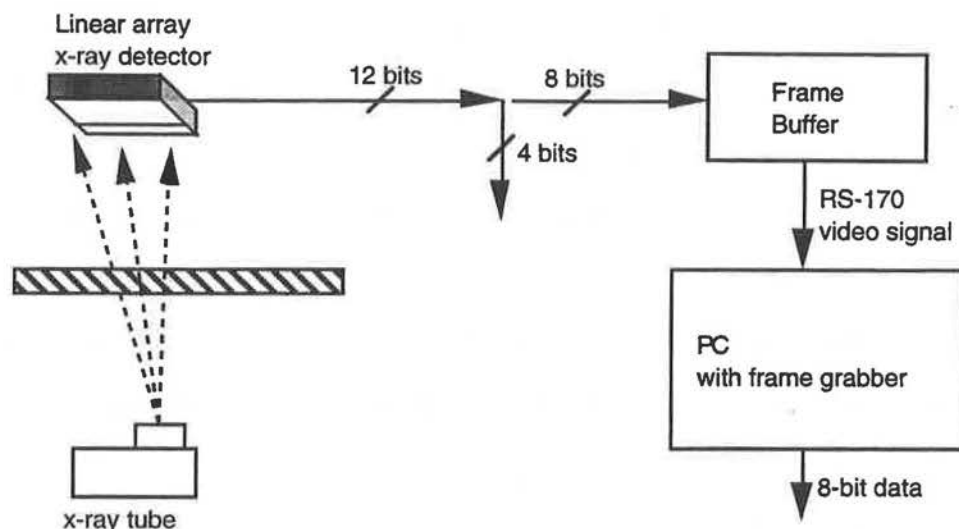 Linear array
x-ray detector
12 bits
8 bits
4 bits
Frame
Buffer
RS-170
video signal
PC
with frame grabber
8-bit data
x-ray tube